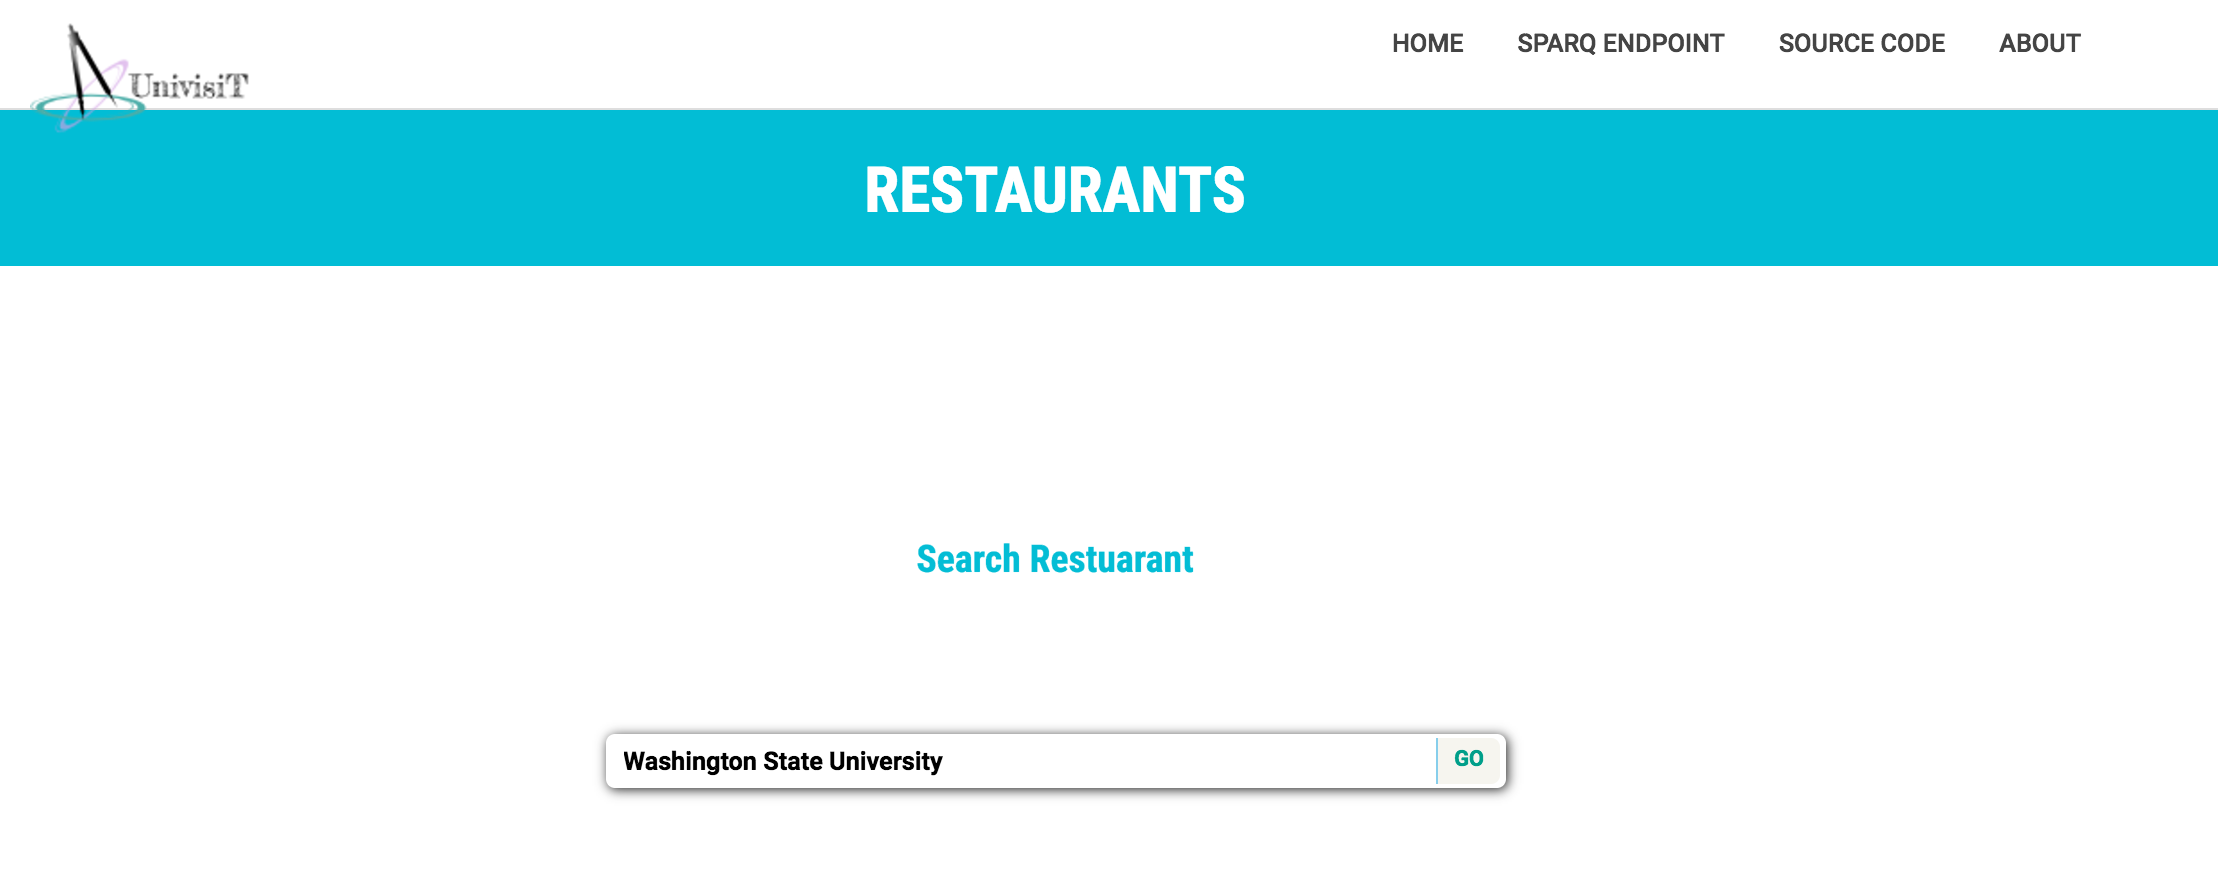 UnivisiT
HOME SPARQ ENDPOINT SOURCE CODE ABOUT
RESTAURANTS
Search Restuarant
Washington State University GO